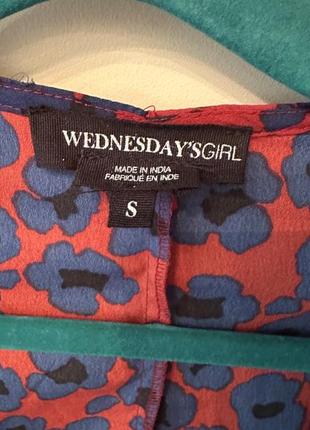 WEDNESDAY'SGIRL
MADE IN INDIA
FABRIQUÉ EN INDE
S